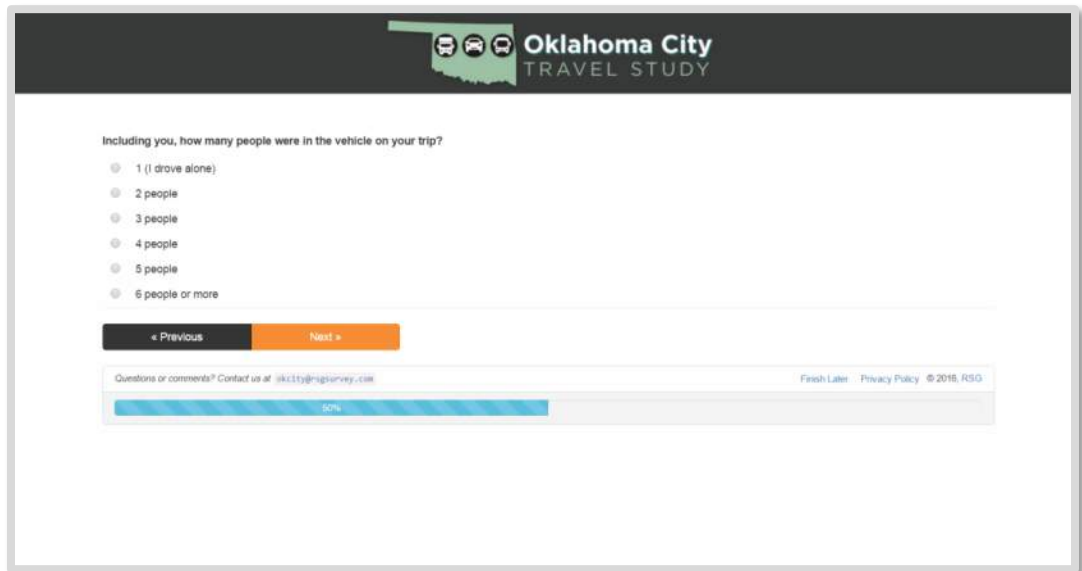 Oklahoma City
TRAVEL STUDY
Including you, how many people were in the vehicle on your trip?
1 (I drove alone)
2 people
3 people
4 people
5 people
6 people or more
« Previous
Next »
Questions or comments? Contact us at okcity@rsgsurvey.com
Finish Later Privacy Policy © 2016, RSG
50%